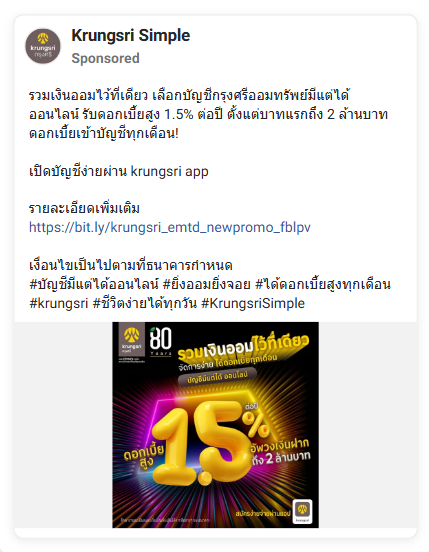 Krungsri Simple
Sponsored
krungsri
กรุงศรี
รวมเงินออมไว้ที่เดียว เลือกบัญชีกรุงศรีออมทรัพย์มีแต่ได้
ออนไลน์ รับดอกเบี้ยสูง 1.5% ต่อปี ตั้งแต่บาทแรกถึง 2 ล้านบาท
ดอกเบี้ยเข้าบัญชีทุกเดือน!
เปิดบัญชีง่ายผ่าน krungsri app
รายละเอียดเพิ่มเติม
https://bit.ly/krungsri_emtd_newpromo_fblpv
เงื่อนไขเป็นไปตามที่ธนาคารกำหนด
#บัญชีมีแต่ได้ออนไลน์ #ยิ่งออมยิ่งจอย #ได้ดอกเบี้ยสูงทุกเดือน
#krungsri #ชีวิตง่ายได้ทุกวัน #KrungsriSimple
krungsri
กรุงศรี
80
Years
รวมเงินออมไว้ที่เดียว
จัดการง่าย ได้ดอกเบี้ยทุกเดือน
บัญชีมีแต่ได้ ออนไลน์
ดอกเบี้ย
สูง
1.5%
ต่อปี
อัพวงเงินฝาก
ถึง 2 ล้านบาท
สมัครง่ายง่ายผ่านแอป
krungsri